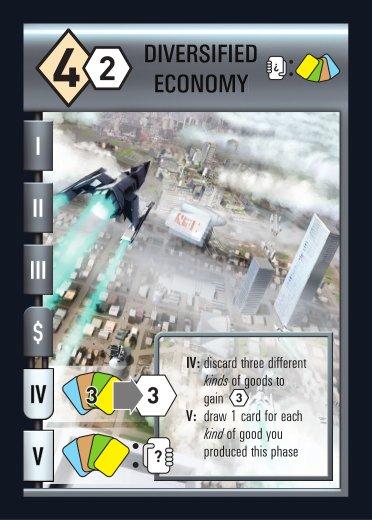 4 2 DIVERSIFIED
ECONOMY
¿ :
I
II
III
$
IV 3 3
V : ?
IV: discard three different
kinds of goods to
gain 3
V: draw 1 card for each
kind of good you
produced this phase